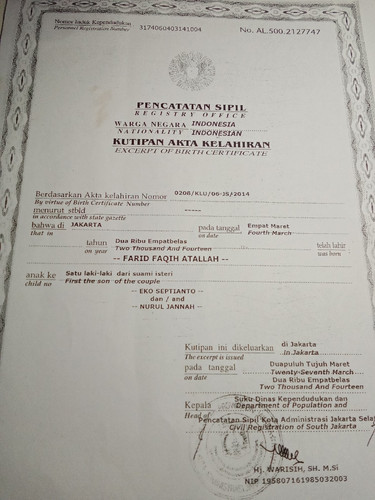 Nomor Induk Kependudukan 3174060403141004 No. AL.500.2127747
Personnel Registration Number
PENCATATAN SIPIL
REGISTRY OFFICE
WARGA NEGARA INDONESIA
NATIONALITY INDONESIAN
KUTIPAN AKTA KELAHIRAN
EXCERPT OF BIRTH CERTIFICATE
Berdasarkan Akta kelahiran Nomor 0208/KLU/06-JS/2014
By virtue of Birth Certificate Number
menurut stbld -----
in accordance with state gazette
bahwa di JAKARTA pada tanggal Empat Maret
that in on date Fourth March
tahun Dua Ribu Empatbelas telah lahir
on year Two Thousand And Fourteen was born
-- FARID FAQIH ATALLAH --
anak ke Satu laki-laki dari suami isteri
child no First the son of the couple
-- EKO SEPTIANTO --
dan / and
-- NURUL JANNAH --
Kutipan ini dikeluarkan di Jakarta
The excerpt is issued in Jakarta
pada tanggal Duapuluh Tujuh Maret
on date Twenty-Seventh March
Dua Ribu Empatbelas
Two Thousand And Fourteen
Kepala Suku Dinas Kependudukan dan
Head of Department of Population and
Pencatatan Sipil Kota Administrasi Jakarta Sela
Civil Registration of South Jakarta
Hj. WARISIH, SH. M.Si
NIP 195807161985032003